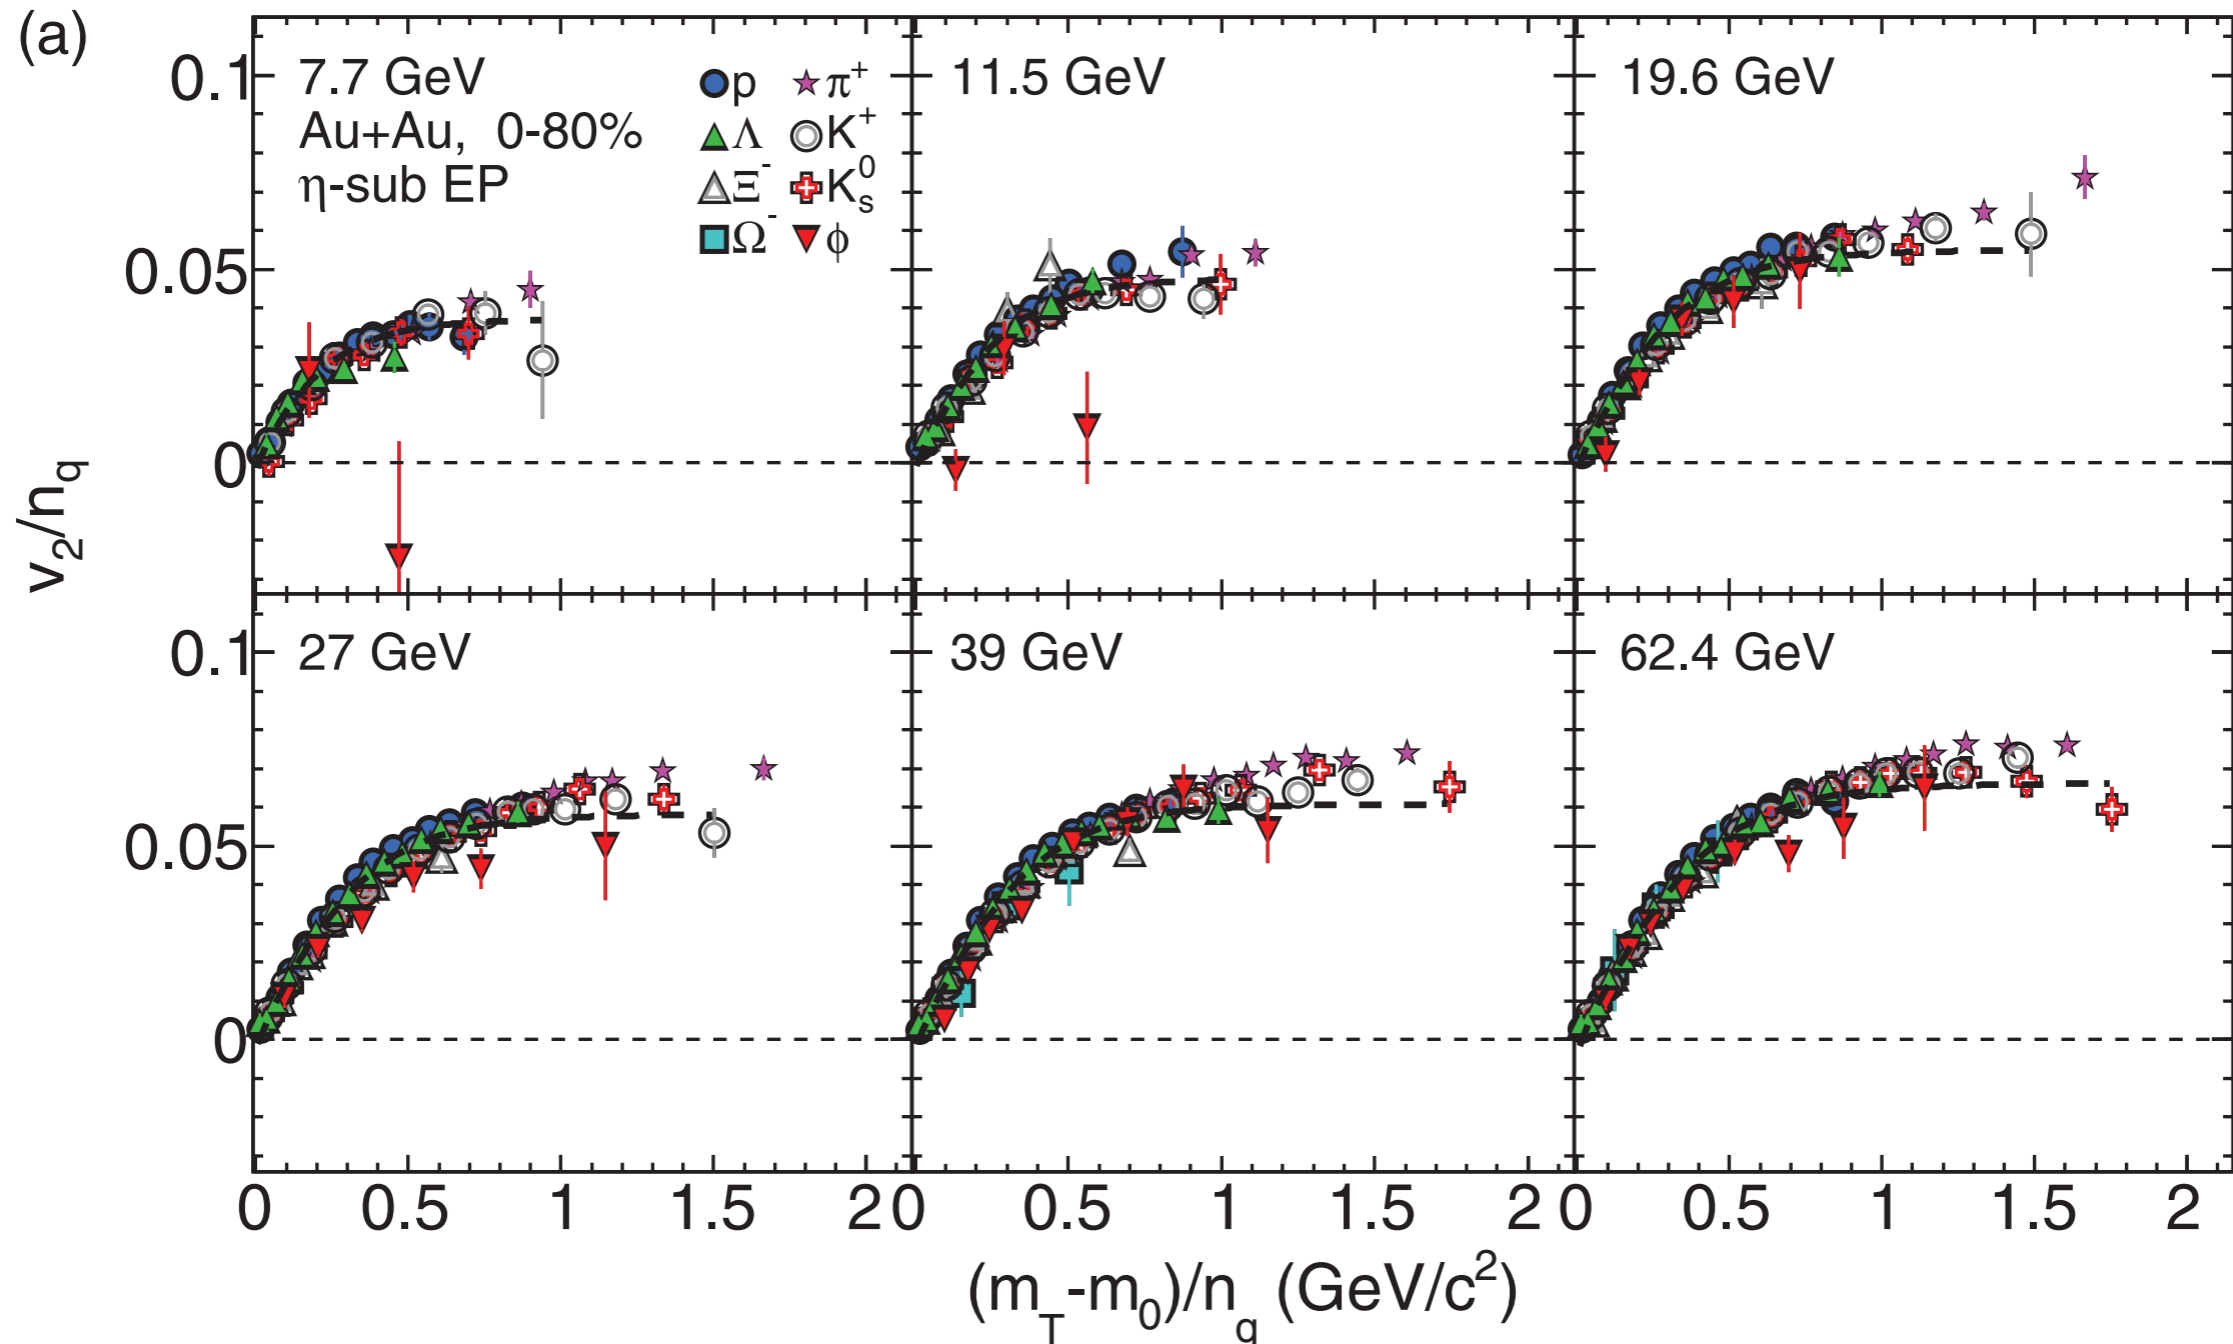 (a)
7.7 GeV
Au+Au, 0-80%
η-sub EP
p π⁺
Λ K⁺
Ξ⁻ K⁰ₛ
Ω⁻ ϕ
11.5 GeV
19.6 GeV
0.1
0.05
0
27 GeV
39 GeV
62.4 GeV
0.1
0.05
0
v₂/n_q
0 0.5 1 1.5 2 0 0.5 1 1.5 2 0 0.5 1 1.5 2
(m_T-m₀)/n_q (GeV/c²)